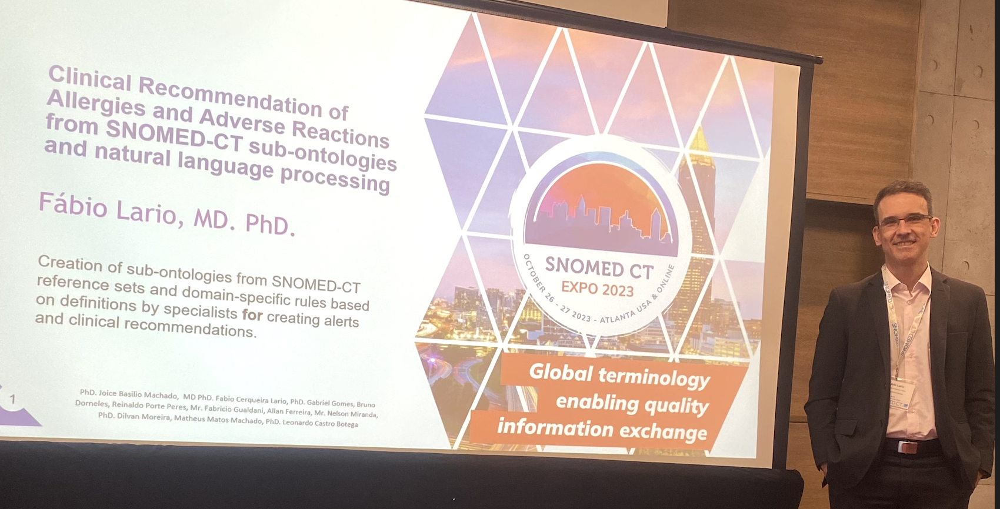 Clinical Recommendation of
Allergies and Adverse Reactions
from SNOMED-CT sub-ontologies
and natural language processing
Fábio Lario, MD. PhD.
Creation of sub-ontologies from SNOMED-CT
reference sets and domain-specific rules based
on definitions by specialists for creating alerts
and clinical recommendations.
PhD. Joice Basílio Machado, MD PhD. Fabio Cerqueira Lario, PhD. Gabriel Gomes, Bruno
Dorneles, Reinaldo Porte Peres, Mr. Fabricio Gualdani, Allan Ferreira, Mr. Nelson Miranda,
PhD. Dilvan Moreira, Matheus Matos Machado, PhD. Leonardo Castro Botega
1
SNOMED CT
EXPO 2023
OCTOBER 26 - 27 2023 - ATLANTA USA & ONLINE
Global terminology
enabling quality
information exchange
SNOMED